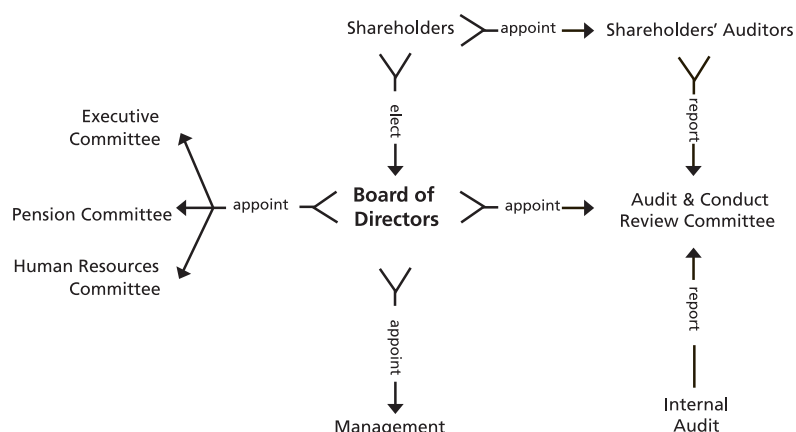 Shareholders
appoint
Shareholders’ Auditors
elect
report
Executive
Committee
Pension Committee
Human Resources
Committee
appoint
Board of
Directors
appoint
Audit & Conduct
Review Committee
appoint
report
Management
Internal
Audit